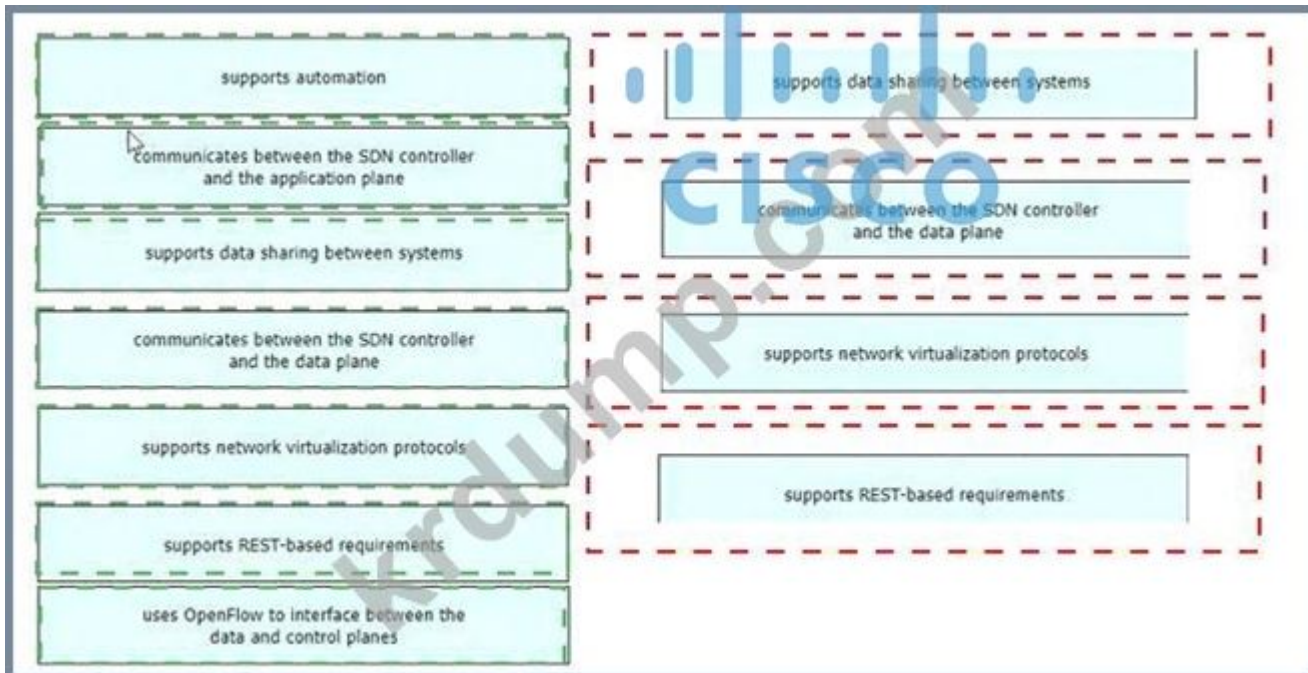 supports automation
communicates between the SDN controller
and the application plane
supports data sharing between systems
communicates between the SDN controller
and the data plane
supports network virtualization protocols
supports REST-based requirements
uses OpenFlow to interface between the
data and control planes
supports data sharing between systems
communicates between the SDN controller
and the data plane
supports network virtualization protocols
supports REST-based requirements
CISCO
krdump.com